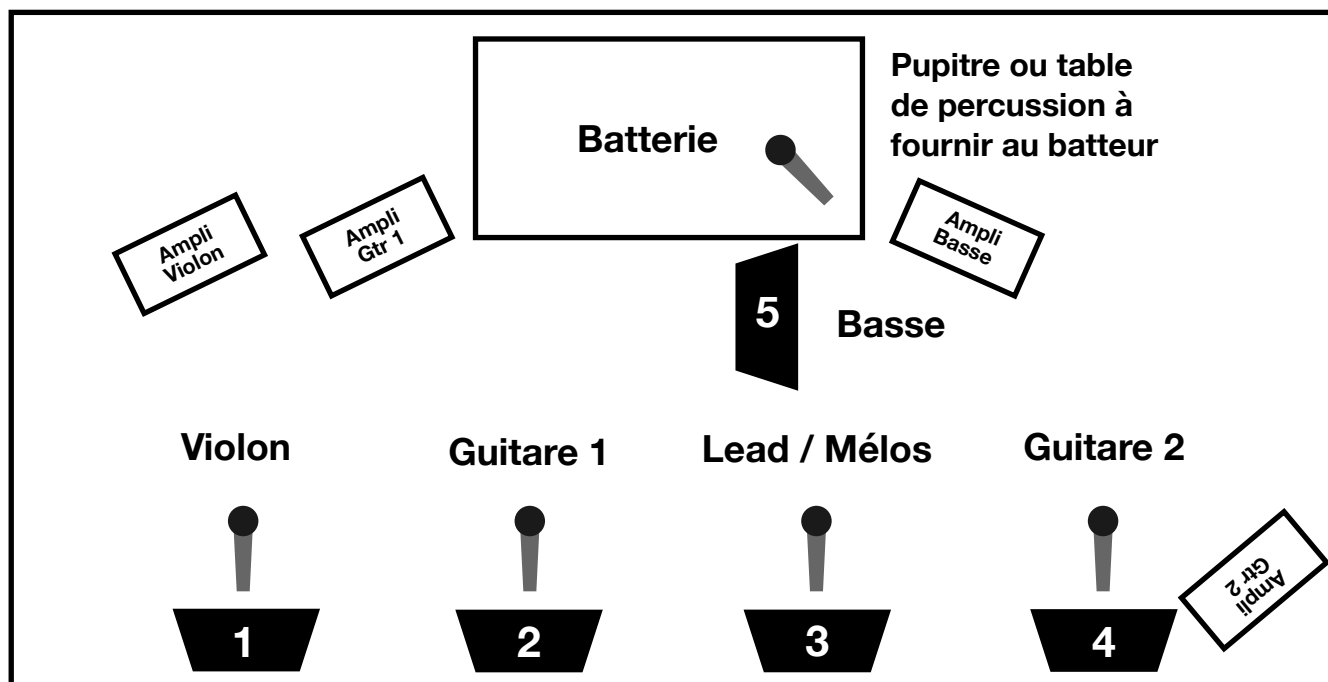 Pupitre ou table
de percussion à
fournir au batteur
Batterie
Ampli
Violon
Ampli
Gtr 1
Ampli
Basse
5
Basse
Violon
Guitare 1
Lead / Mélos
Guitare 2
Ampli
Gtr 2
1
2
3
4